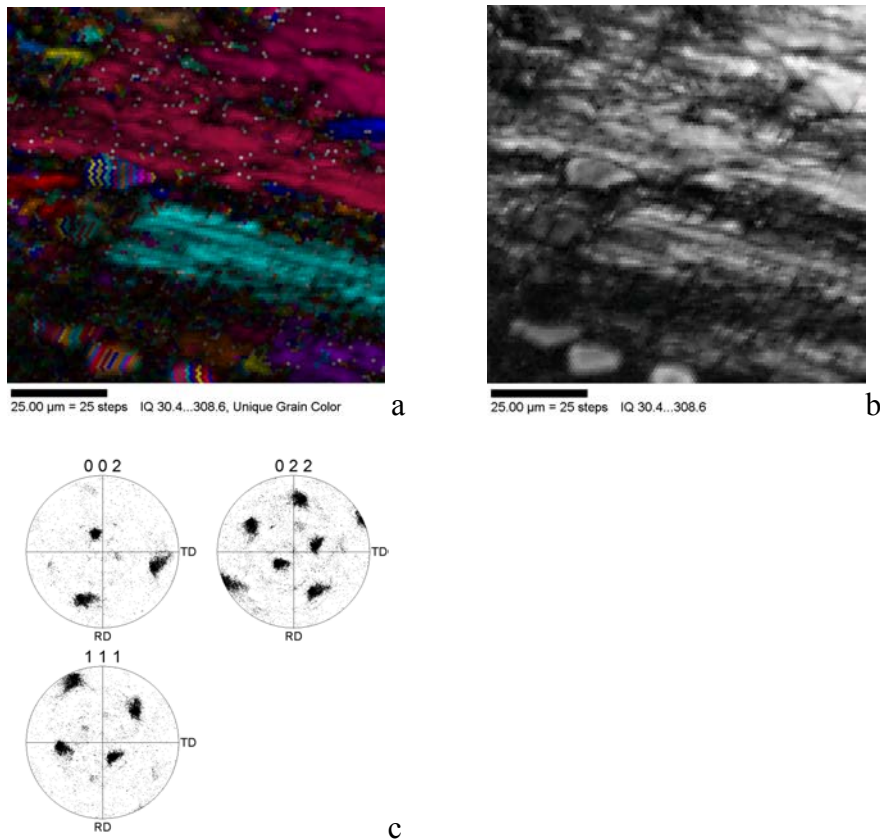 25.00 µm = 25 steps IQ 30.4...308.6, Unique Grain Color
a
25.00 µm = 25 steps IQ 30.4...308.6
b
0 0 2
TD
RD
0 2 2
TD
RD
1 1 1
TD
RD
c